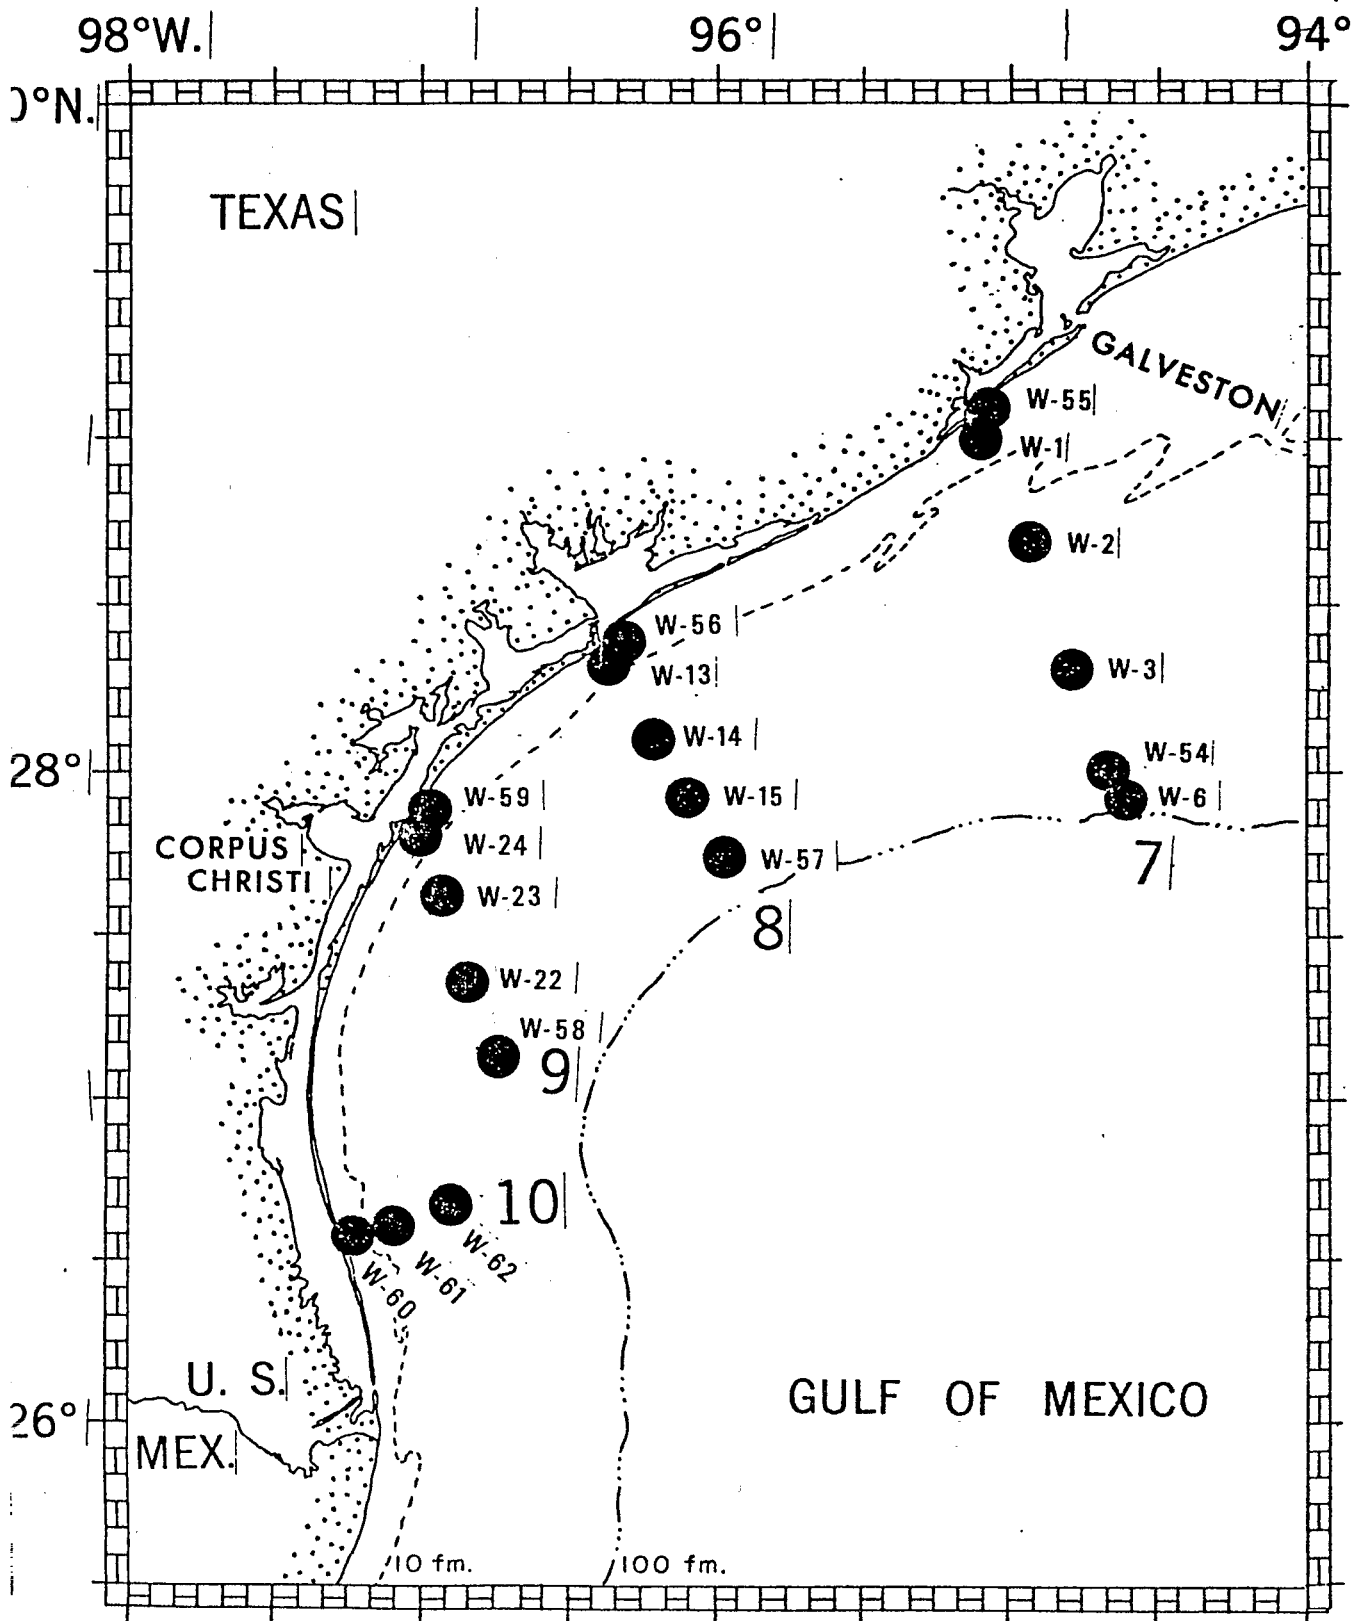 98°W. 96° 94°
0°N.
TEXAS
GALVESTON
W-55
W-1
W-2
W-56
W-13
W-3
W-14
W-54
28°
W-15
W-6
W-59
W-24
CORPUS
CHRISTI
W-57
7
W-23
8
W-22
W-58
9
10
W-62
W-61
W-60
U. S.
GULF OF MEXICO
26°
MEX.
10 fm.
100 fm.